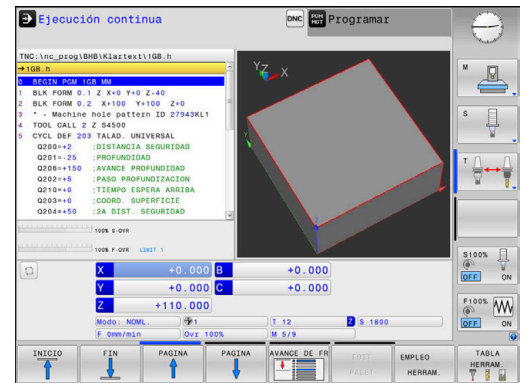 Ejecución continua
DNC
PGM MGT
Programar
TNC:\nc_prog\BHB\Klartext\1GB.h
→1GB.h
0 BEGIN PGM 1GB MM
1 BLK FORM 0.1 Z X+0 Y+0 Z-40
2 BLK FORM 0.2 X+100 Y+100 Z+0
3 * - Machine hole pattern ID 27943KL1
4 TOOL CALL 2 Z S4500
5 CYCL DEF 203 TALAD. UNIVERSAL
Q200=+2 ;DISTANCIA SEGURIDAD
Q201=-25 ;PROFUNDIDAD
Q206=+150 ;AVANCE PROFUNDIDAD
Q202=+5 ;PASO PROFUNDIZACION
Q210=+0 ;TIEMPO ESPERA ARRIBA
Q203=+0 ;COORD. SUPERFICIE
Q204=+50 ;2A DIST. SEGURIDAD
YZ X
Y
Z
X
100% S-OVR
100% F-OVR LIMIT 1
X +0.000 B +0.000
Y +0.000 C +0.000
Z +110.000
Modo: NOML. 1 T 12 Z S 1800
F 0mm/min Ovr 100% M 5/9
M
S
T
S100%
OFF ON
F100%
OFF ON
INICIO
FIN
PAGINA
PAGINA
AVANCE DE FR
EDIT PALET
EMPLEO HERRAM.
TABLA HERRAM.